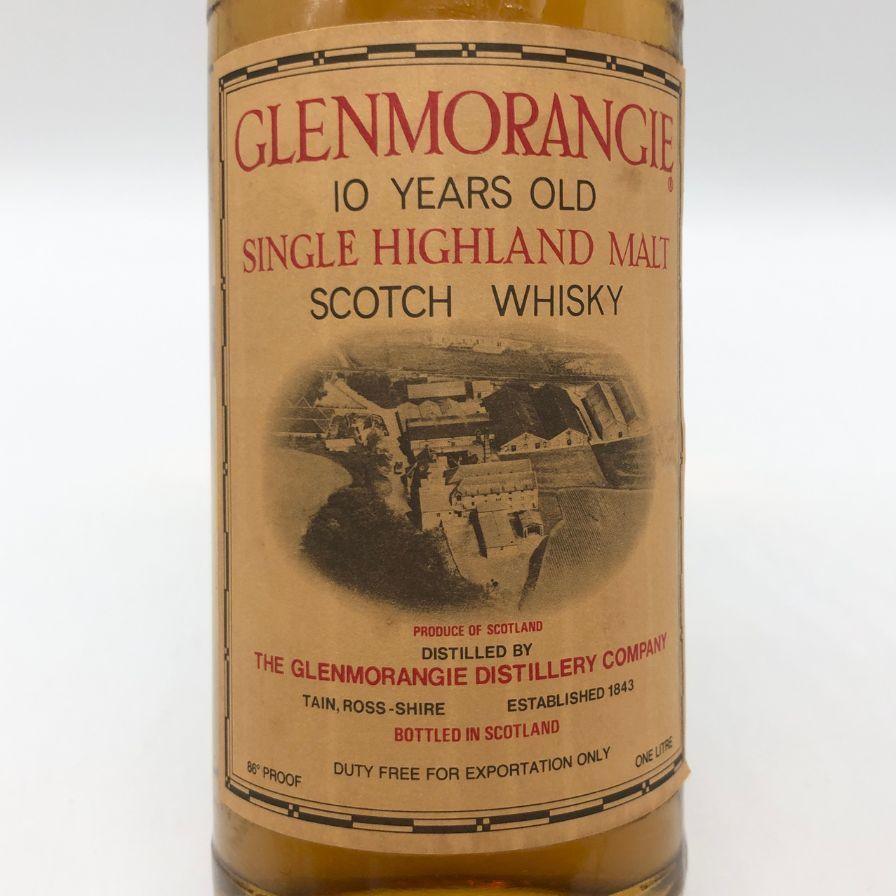 GLENMORANGIE®
10 YEARS OLD
SINGLE HIGHLAND MALT
SCOTCH WHISKY
PRODUCE OF SCOTLAND
DISTILLED BY
THE GLENMORANGIE DISTILLERY COMPANY
TAIN, ROSS-SHIRE ESTABLISHED 1843
BOTTLED IN SCOTLAND
86° PROOF DUTY FREE FOR EXPORTATION ONLY ONE LITRE